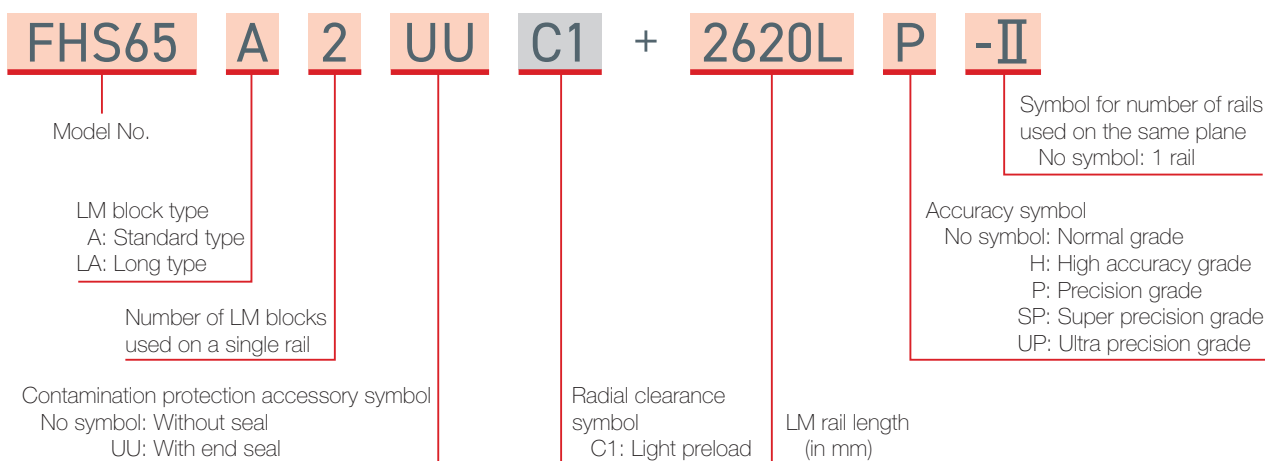 FHS65 A 2 UU C1 + 2620L P -Ⅱ
Model No.
LM block type
A: Standard type
LA: Long type
Number of LM blocks
used on a single rail
Contamination protection accessory symbol
No symbol: Without seal
UU: With end seal
Radial clearance
symbol
C1: Light preload
LM rail length
(in mm)
Accuracy symbol
No symbol: Normal grade
H: High accuracy grade
P: Precision grade
SP: Super precision grade
UP: Ultra precision grade
Symbol for number of rails
used on the same plane
No symbol: 1 rail